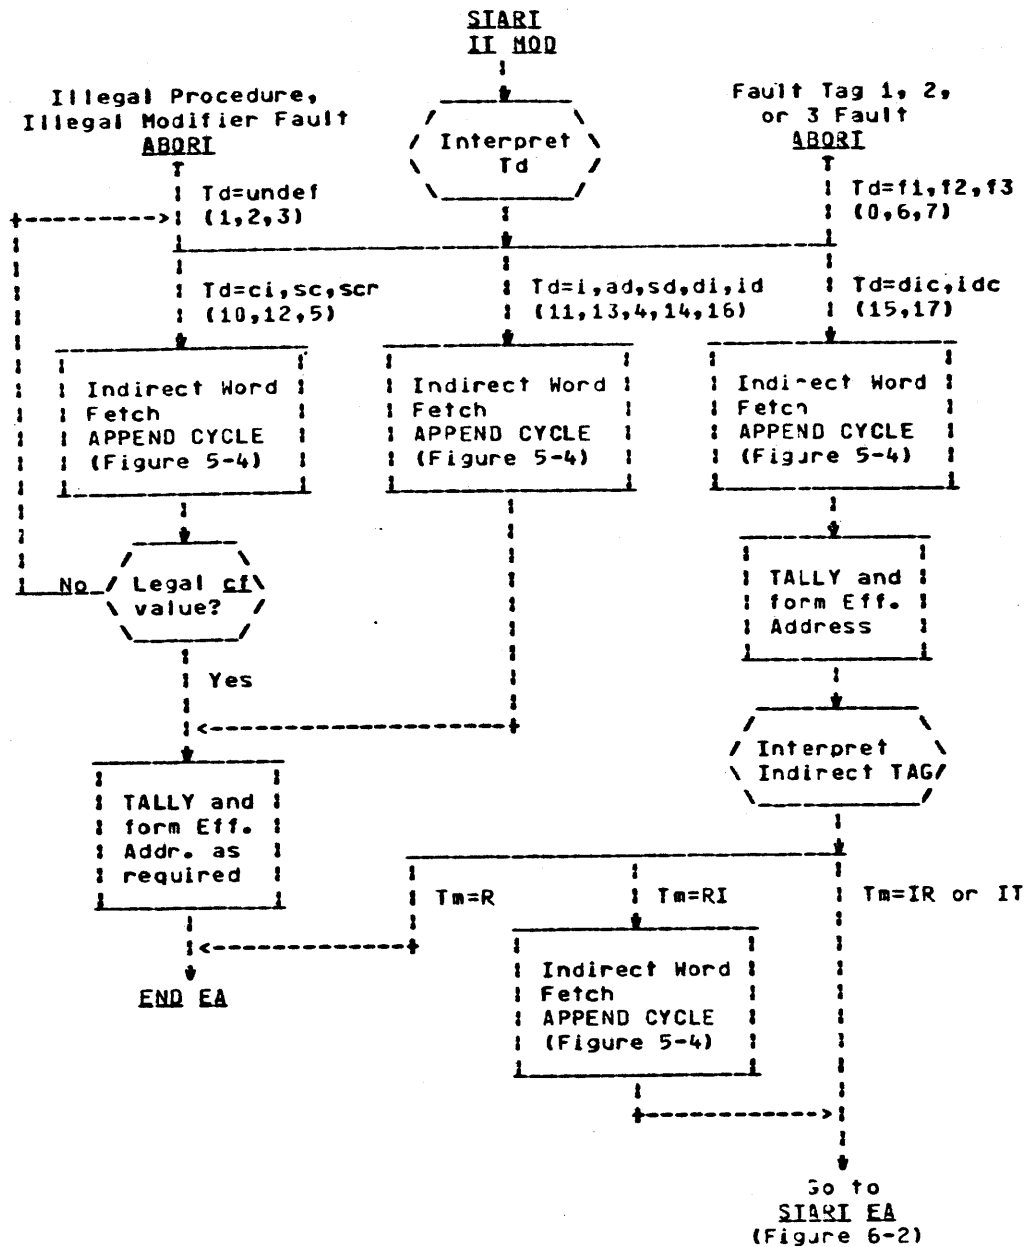 START
IT MOD
Illegal Procedure,
Illegal Modifier Fault
ABORT
Interpret
Td
Fault Tag 1, 2,
or 3 Fault
ABORT
Td=undef
(1,2,3)
Td=f1,f2,f3
(0,6,7)
Td=ci,sc,scr
(10,12,5)
Td=i,ad,sd,di,id
(11,13,4,14,16)
Td=dic,idc
(15,17)
Indirect Word
Fetch
APPEND CYCLE
(Figure 5-4)
Indirect Word
Fetch
APPEND CYCLE
(Figure 5-4)
Indirect Word
Fetch
APPEND CYCLE
(Figure 5-4)
No
Legal cf
value?
Yes
TALLY and
form Eff.
Address
Interpret
Indirect TAG
TALLY and
form Eff.
Addr. as
required
Tm=R
Tm=RI
Tm=IR or IT
END EA
Indirect Word
Fetch
APPEND CYCLE
(Figure 5-4)
Go to
START EA
(Figure 6-2)